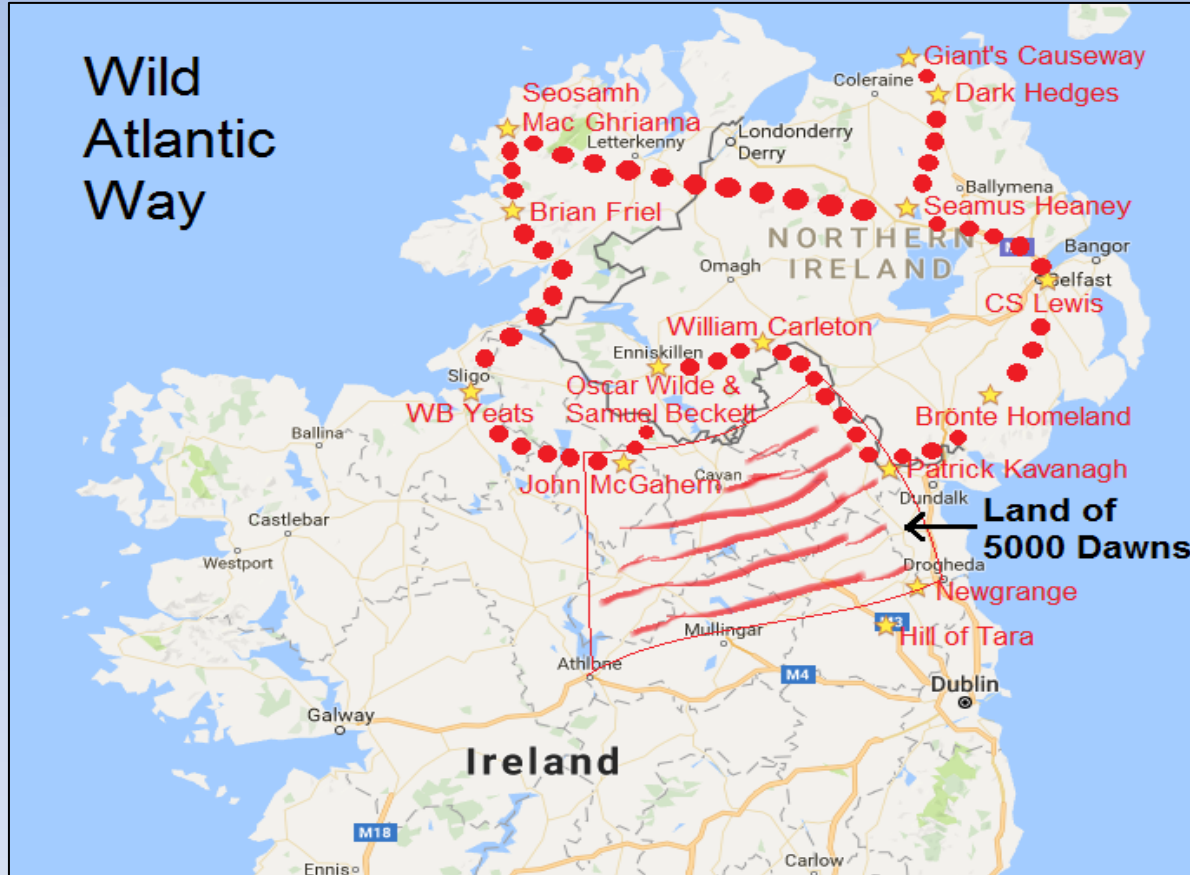 Wild
Atlantic
Way
Giant's Causeway
Coleraine
Dark Hedges
Seosamh
Mac Ghrianna
Letterkenny
Londonderry
Derry
Ballymena
Brian Friel
Seamus Heaney
NORTHERN
IRELAND
Bangor
Omagh
Belfast
CS Lewis
William Carleton
Enniskillen
Sligo
Oscar Wilde &
Samuel Beckett
WB Yeats
Bronte Homeland
Ballina
John McGahern
Cavan
Patrick Kavanagh
Dundalk
Castlebar
Land of
5000 Dawns
Westport
Drogheda
Newgrange
Mullingar
Hill of Tara
Athlone
M4
Dublin
Galway
Ireland
M18
Ennis
Carlow